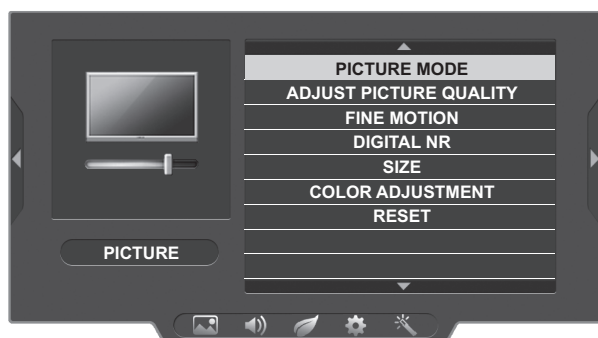 PICTURE MODE
ADJUST PICTURE QUALITY
FINE MOTION
DIGITAL NR
SIZE
COLOR ADJUSTMENT
RESET
PICTURE